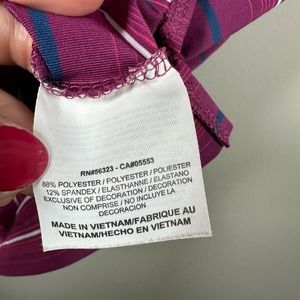 RN#56323 - CA#05553
88% POLYESTER / POLYESTER / POLIESTER
12% SPANDEX / ELASTHANNE / ELASTANO
EXCLUSIVE OF DECORATION / DECORATION
NON COMPRISE / NO INCLUYE LA
DECORACION
MADE IN VIETNAM/FABRIQUE AU
VIETNAM/HECHO EN VIETNAM